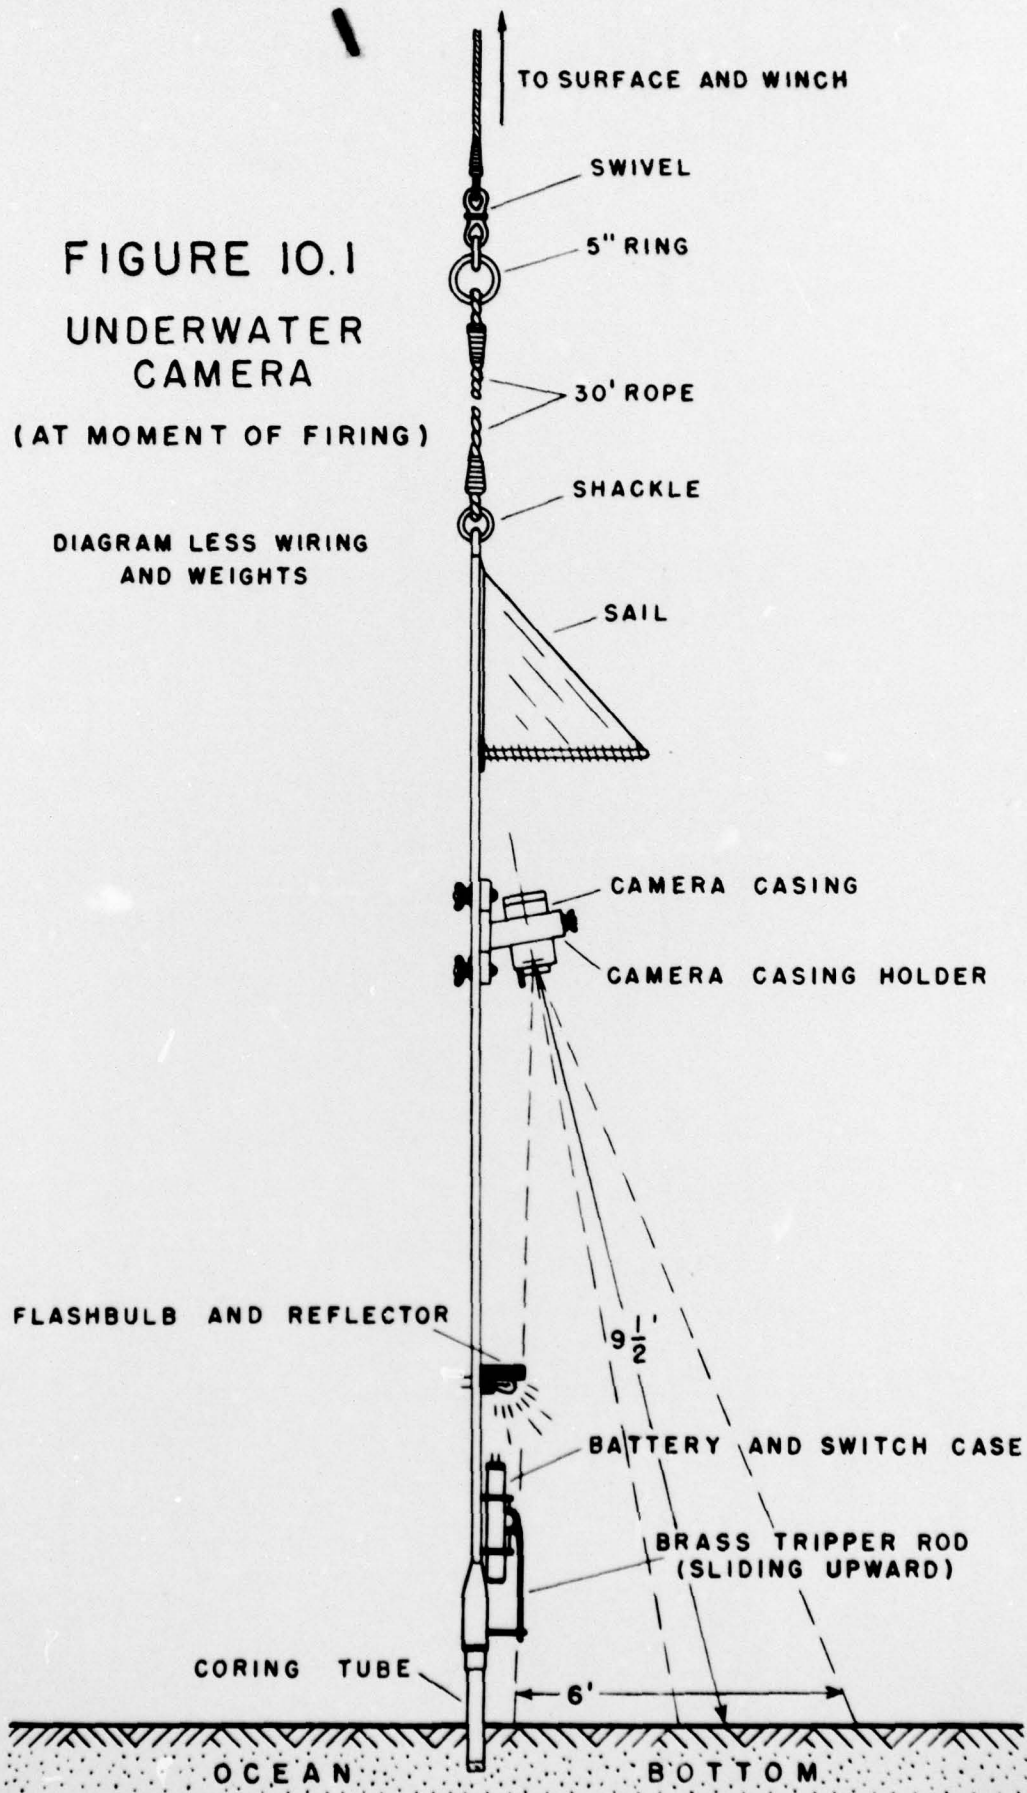 TO SURFACE AND WINCH
SWIVEL
5" RING
FIGURE 10.1
UNDERWATER
CAMERA
(AT MOMENT OF FIRING)
30' ROPE
SHACKLE
DIAGRAM LESS WIRING
AND WEIGHTS
SAIL
CAMERA CASING
CAMERA CASING HOLDER
FLASHBULB AND REFLECTOR
9 1/2'
BATTERY AND SWITCH CASE
BRASS TRIPPER ROD
(SLIDING UPWARD)
CORING TUBE
6'
OCEAN BOTTOM